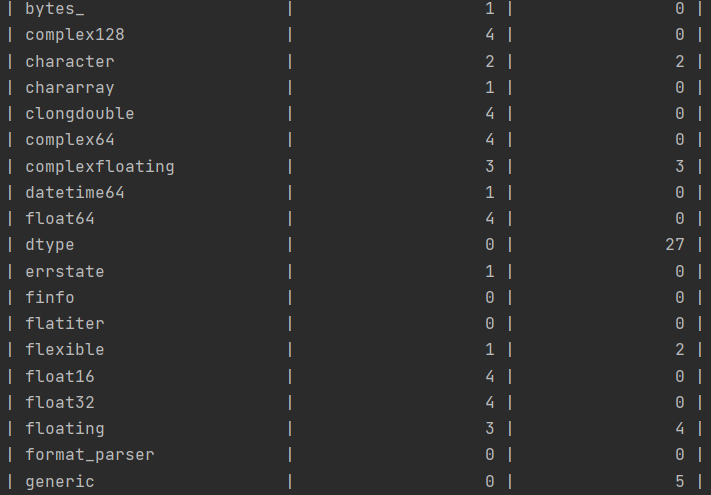 | bytes_ | 1 | 0 |
| complex128 | 4 | 0 |
| character | 2 | 2 |
| chararray | 1 | 0 |
| clongdouble | 4 | 0 |
| complex64 | 4 | 0 |
| complexfloating | 3 | 3 |
| datetime64 | 1 | 0 |
| float64 | 4 | 0 |
| dtype | 0 | 27 |
| errstate | 1 | 0 |
| finfo | 0 | 0 |
| flatiter | 0 | 0 |
| flexible | 1 | 2 |
| float16 | 4 | 0 |
| float32 | 4 | 0 |
| floating | 3 | 4 |
| format_parser | 0 | 0 |
| generic | 0 | 5 |